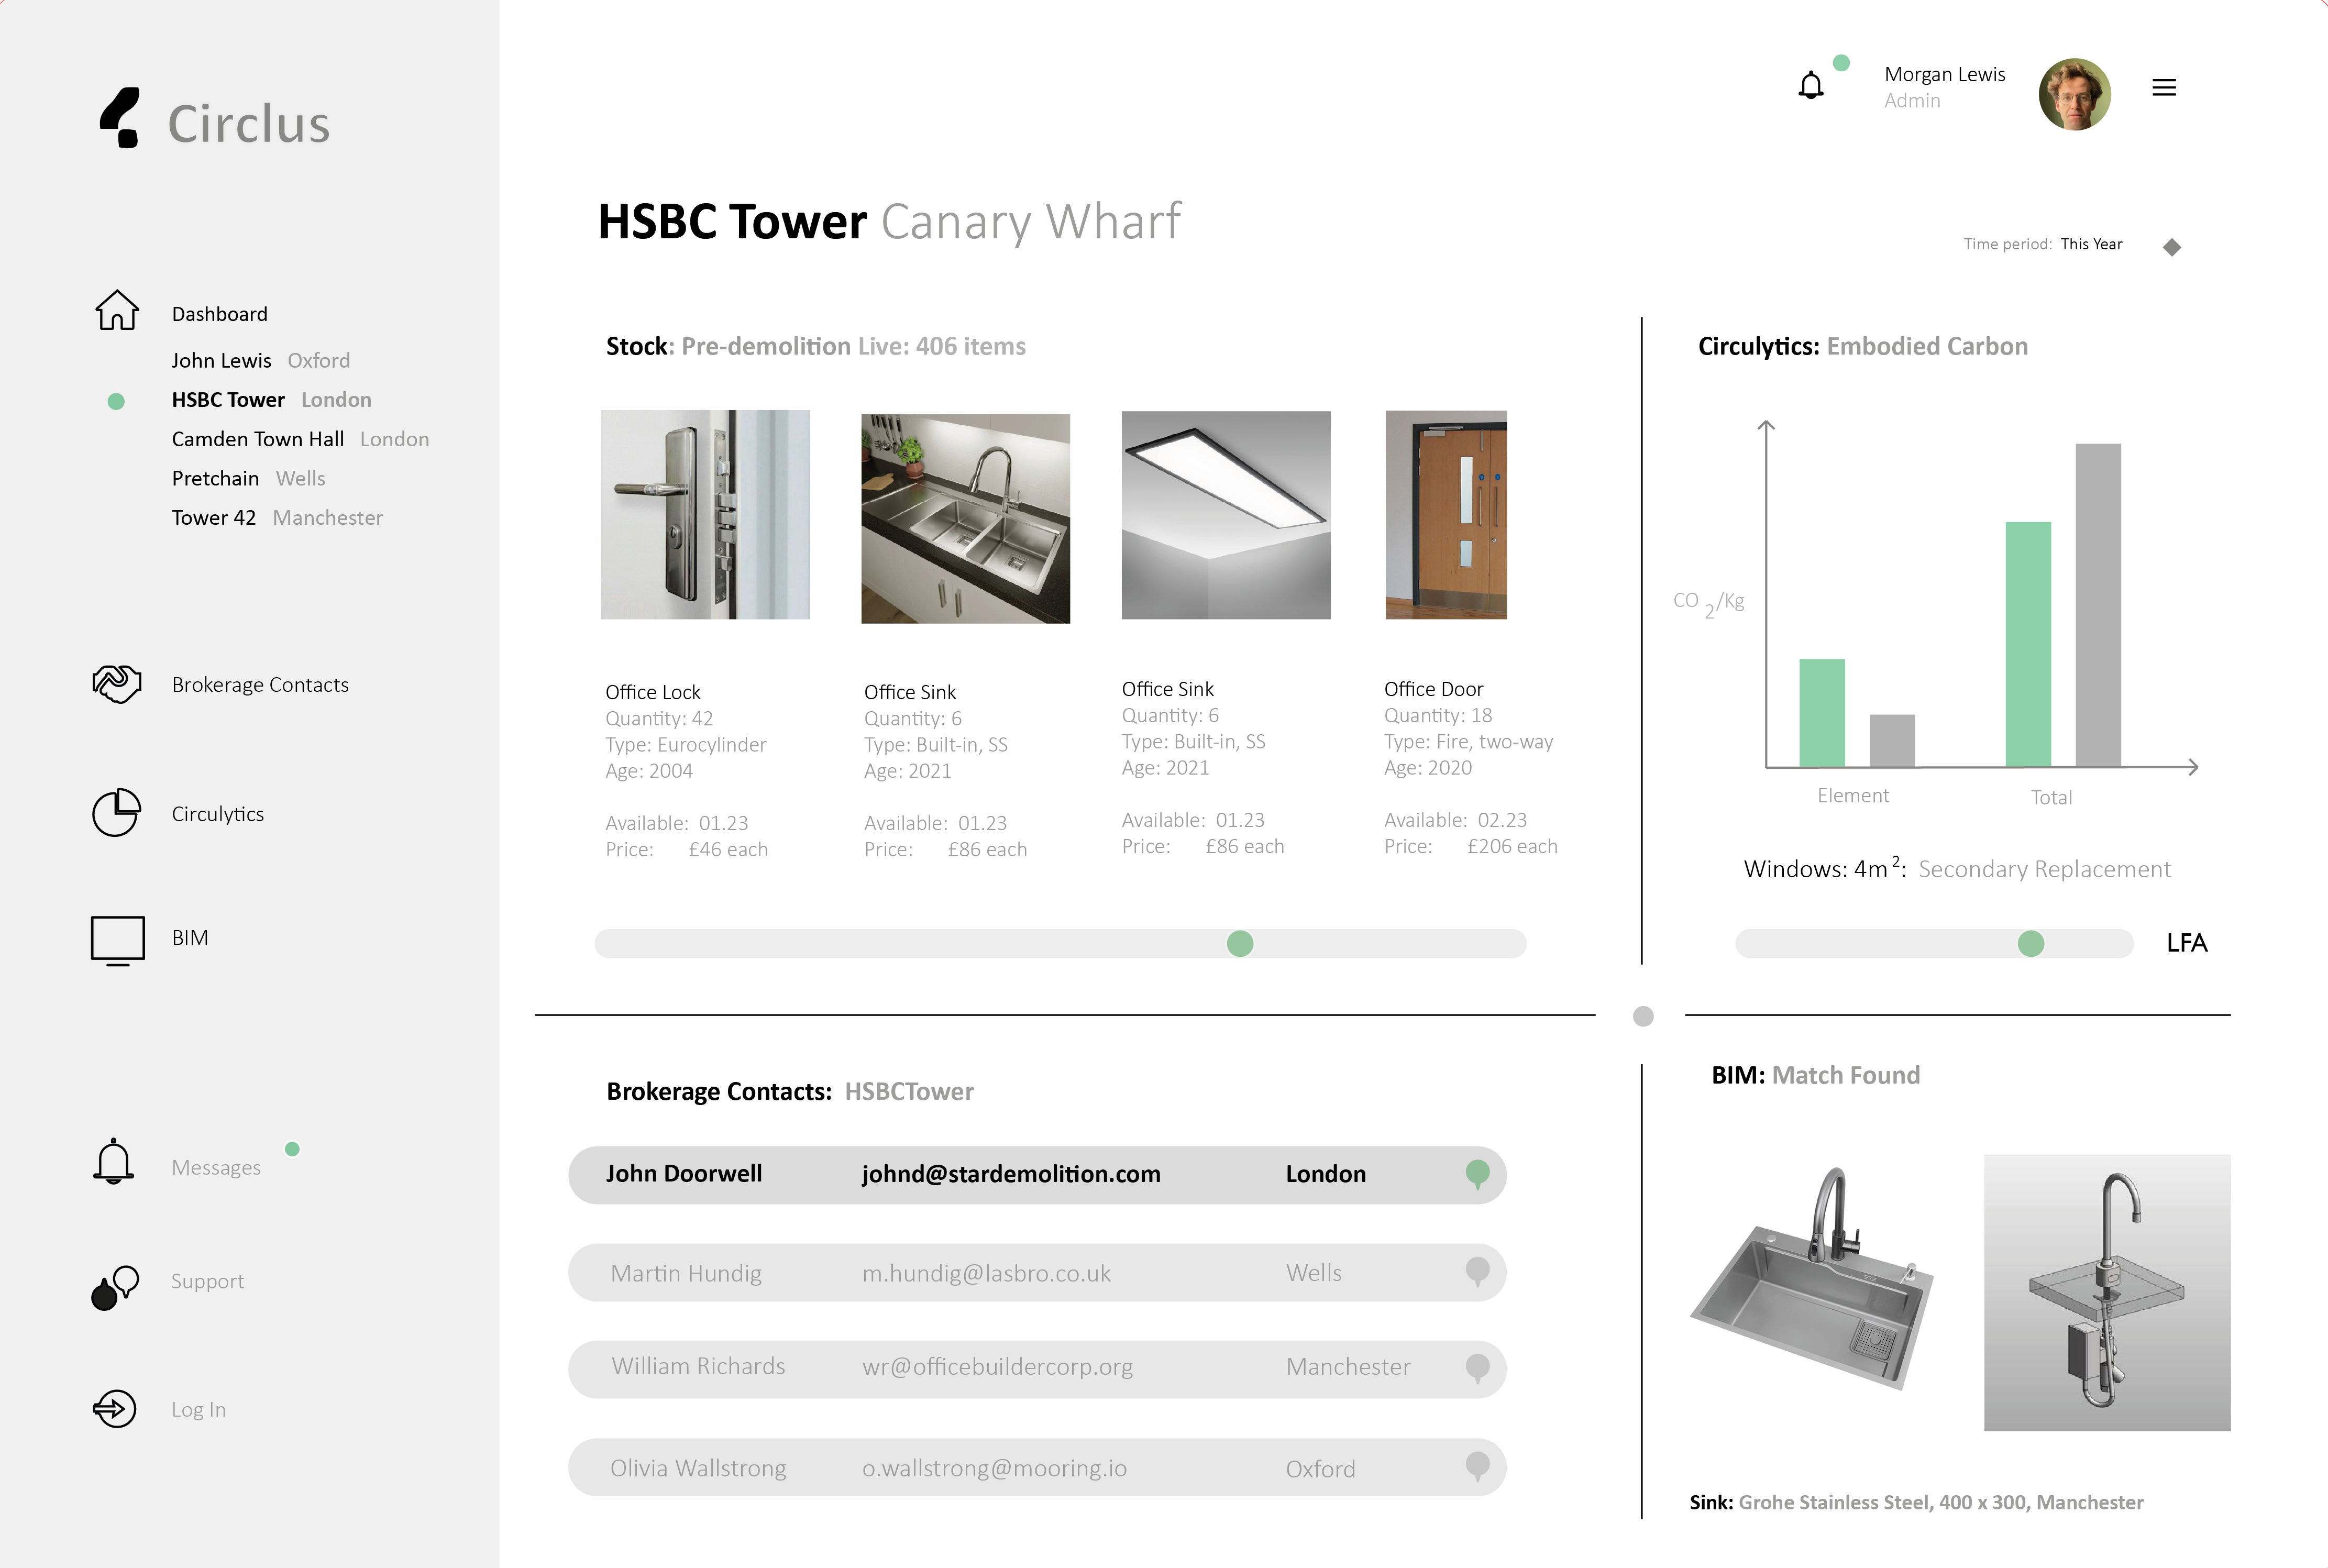 Circlus
Morgan Lewis
Admin
HSBC Tower Canary Wharf
Time period: This Year
Dashboard
John Lewis Oxford
HSBC Tower London
Camden Town Hall London
Pretchain Wells
Tower 42 Manchester
Brokerage Contacts
Circulytics
BIM
Messages
Support
Log In
Stock: Pre-demolition Live: 406 items
Office Lock
Quantity: 42
Type: Eurocylinder
Age: 2004
Available: 01.23
Price: £46 each
Office Sink
Quantity: 6
Type: Built-in, SS
Age: 2021
Available: 01.23
Price: £86 each
Office Sink
Quantity: 6
Type: Built-in, SS
Age: 2021
Available: 01.23
Price: £86 each
Office Door
Quantity: 18
Type: Fire, two-way
Age: 2020
Available: 02.23
Price: £206 each
Circulytics: Embodied Carbon
CO 2/Kg
Element Total
Windows: 4m²: Secondary Replacement
LFA
Brokerage Contacts: HSBCTower
John Doorwell johnd@stardemolition.com London
Martin Hundig m.hundig@lasbro.co.uk Wells
William Richards wr@officebuildercorp.org Manchester
Olivia Wallstrong o.wallstrong@mooring.io Oxford
BIM: Match Found
Sink: Grohe Stainless Steel, 400 x 300, Manchester